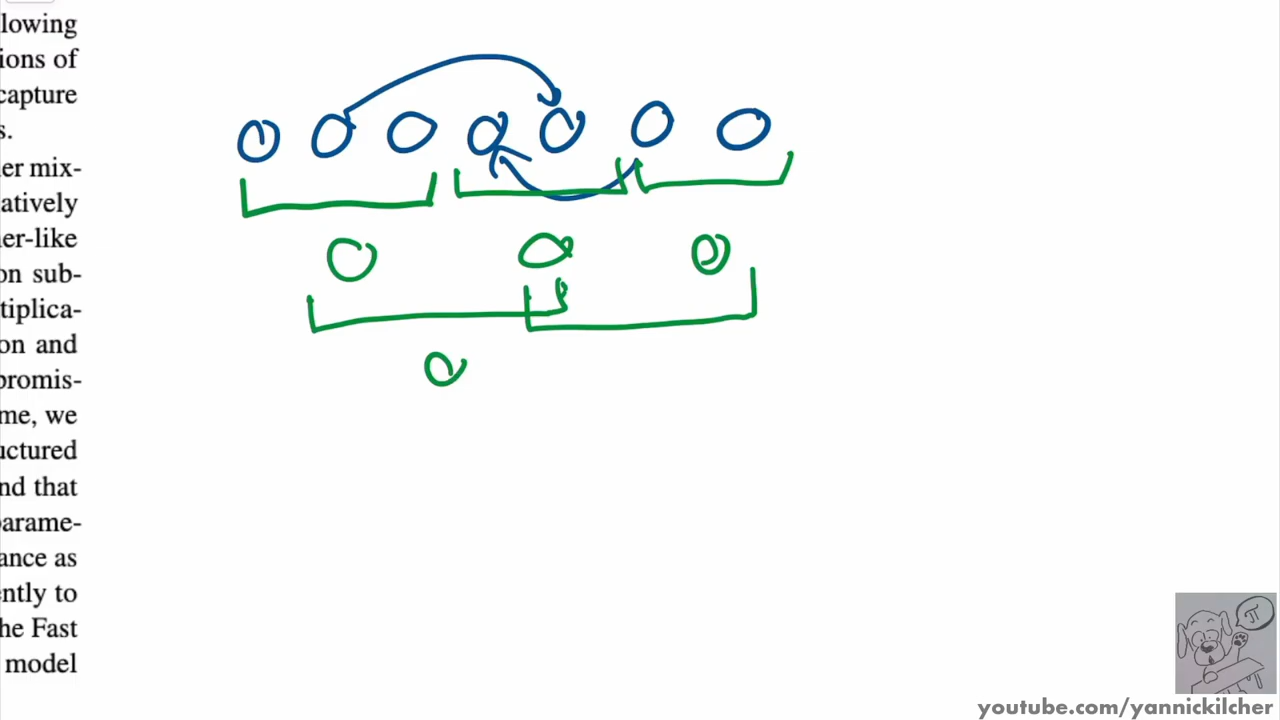 lowing
ions of
capture
s.
er mix-
atively
er-like
on sub-
tiplica-
on and
promis-
me, we
uctured
nd that
parame-
ance as
ntly to
he Fast
model
π
youtube.com/yannickilcher